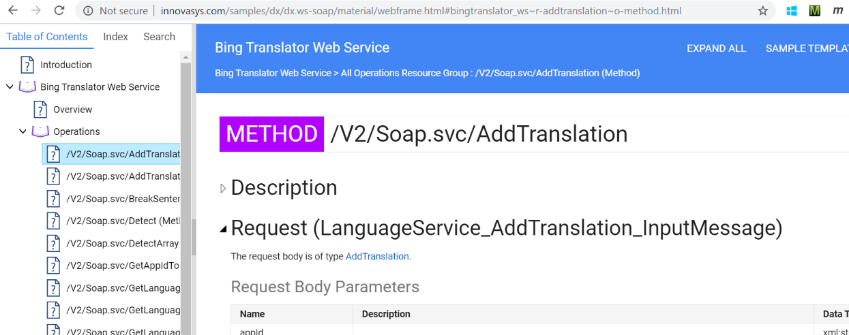 Not secure | innovasys.com/samples/dx/dx.ws-soap/material/webframe.html#bingtranslator_ws~r-addtranslation~o-method.html
Table of Contents Index Search
Introduction
Bing Translator Web Service
Overview
Operations
/V2/Soap.svc/AddTranslat
/V2/Soap.svc/AddTranslat
/V2/Soap.svc/BreakSenten
/V2/Soap.svc/Detect (Met
/V2/Soap.svc/DetectArray
/V2/Soap.svc/GetAppIdTo
/V2/Soap.svc/GetLanguag
/V2/Soap.svc/GetLanguag
/V2/Soap.svc/GetLanguag
Bing Translator Web Service
EXPAND ALL SAMPLE TEMPLA
Bing Translator Web Service > All Operations Resource Group : /V2/Soap.svc/AddTranslation (Method)
METHOD /V2/Soap.svc/AddTranslation
Description
Request (LanguageService_AddTranslation_InputMessage)
The request body is of type AddTranslation.
Request Body Parameters
Name Description Data T
appId xml:st